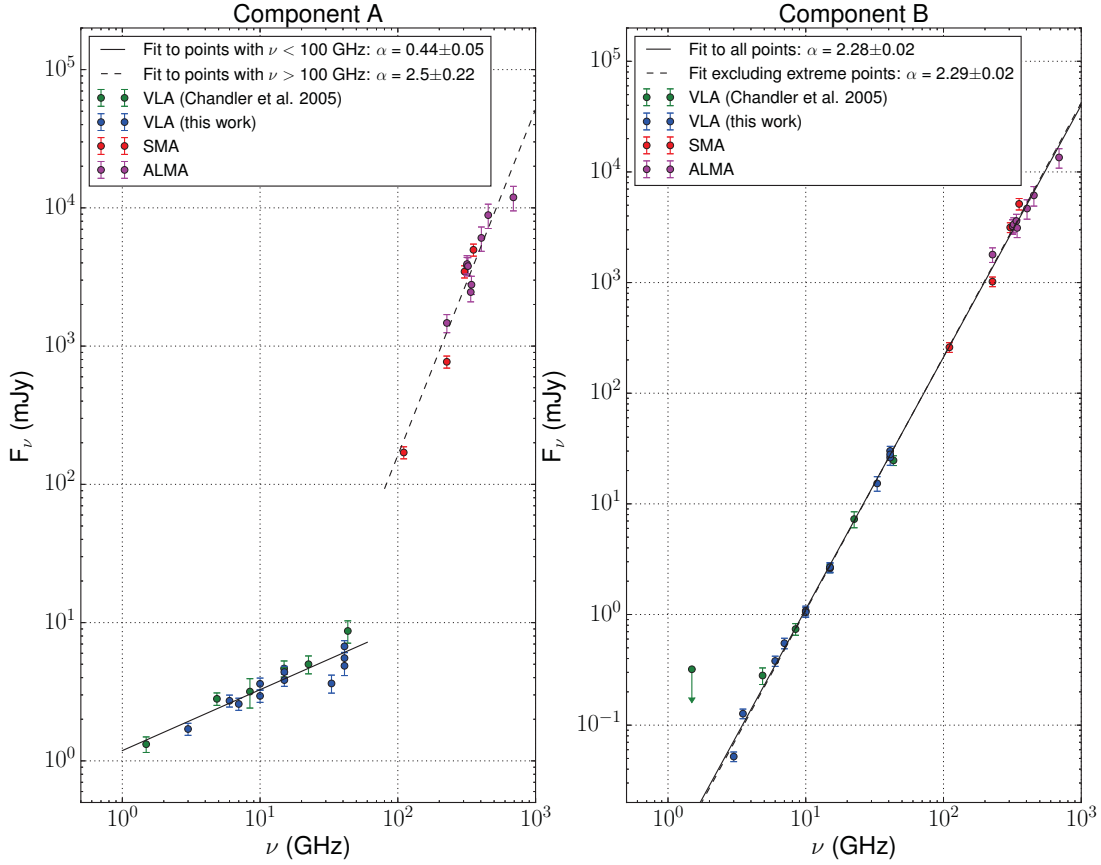 Component A
Fit to points with ν < 100 GHz: α = 0.44±0.05
Fit to points with ν > 100 GHz: α = 2.5±0.22
VLA (Chandler et al. 2005)
VLA (this work)
SMA
ALMA
10^5
10^4
10^3
10^2
10^1
10^0
F_ν (mJy)
10^0 10^1 10^2 10^3
ν (GHz)
Component B
Fit to all points: α = 2.28±0.02
Fit excluding extreme points: α = 2.29±0.02
VLA (Chandler et al. 2005)
VLA (this work)
SMA
ALMA
10^5
10^4
10^3
10^2
10^1
10^0
10^−1
F_ν (mJy)
10^0 10^1 10^2 10^3
ν (GHz)